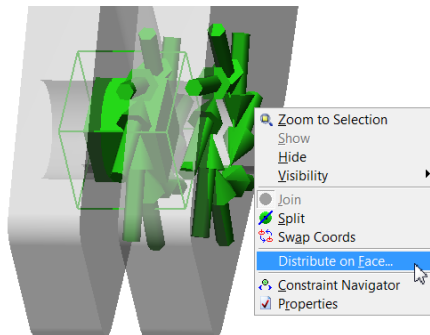 Zoom to Selection
Show
Hide
Visibility
Join
Split
Swap Coords
Distribute on Face...
Constraint Navigator
Properties